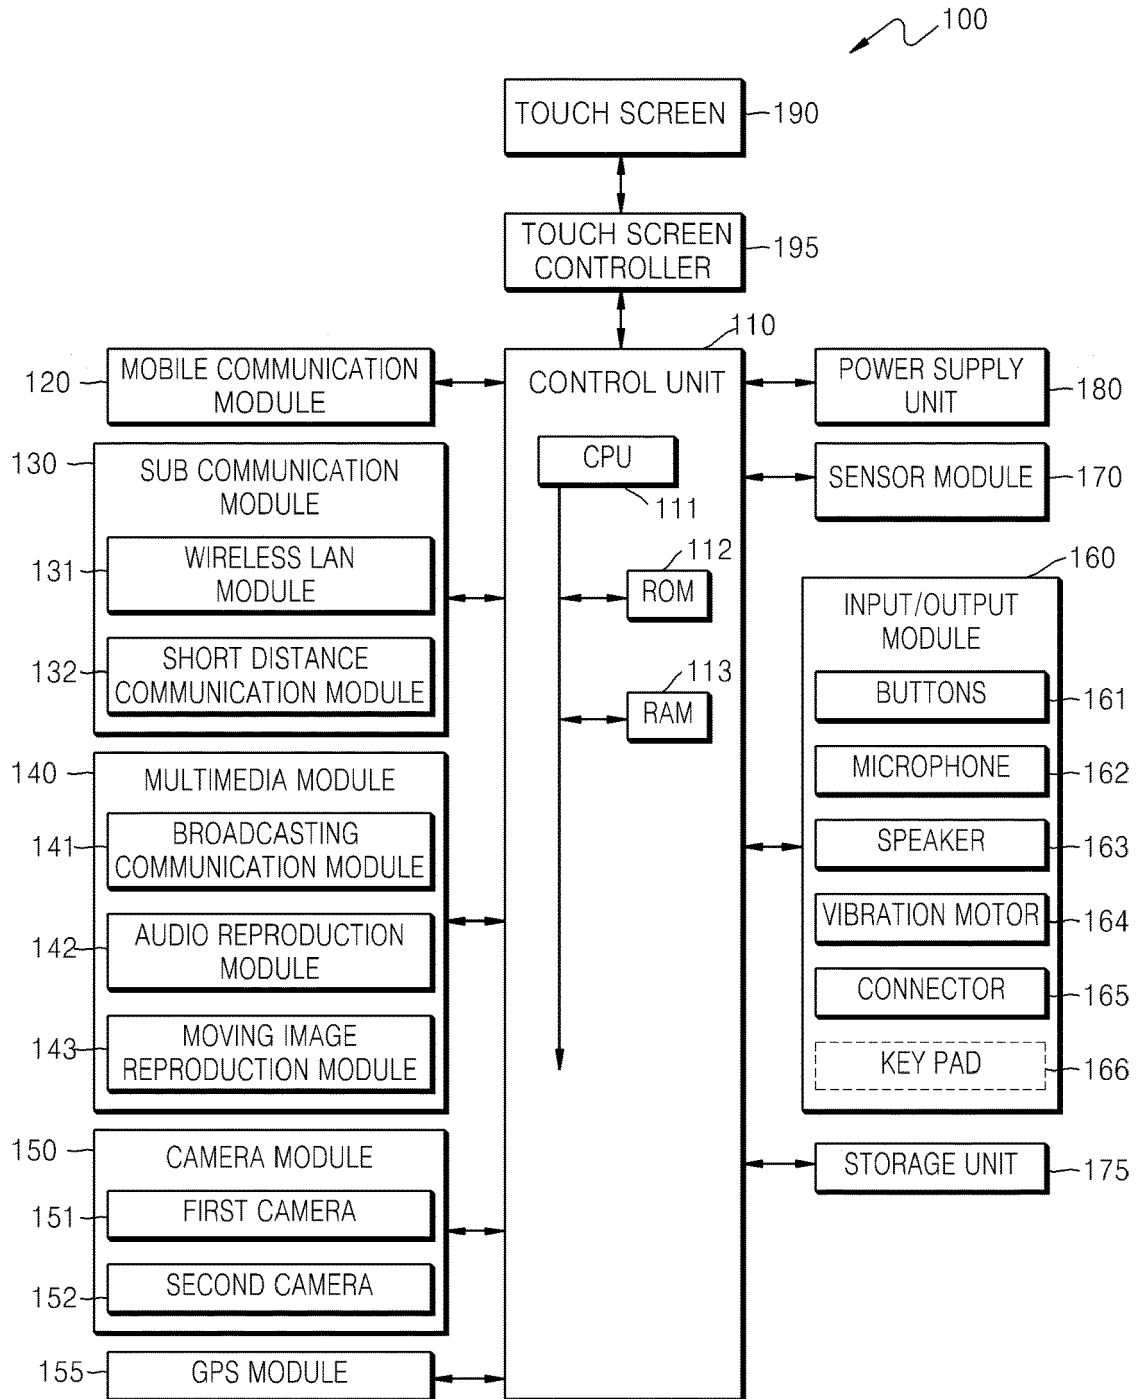 100
TOUCH SCREEN
190
TOUCH SCREEN
CONTROLLER
195
110
CONTROL UNIT
CPU
111
112
ROM
113
RAM
120
MOBILE COMMUNICATION
MODULE
130
SUB COMMUNICATION
MODULE
131
WIRELESS LAN
MODULE
132
SHORT DISTANCE
COMMUNICATION MODULE
140
MULTIMEDIA MODULE
141
BROADCASTING
COMMUNICATION MODULE
142
AUDIO REPRODUCTION
MODULE
143
MOVING IMAGE
REPRODUCTION MODULE
150
CAMERA MODULE
151
FIRST CAMERA
152
SECOND CAMERA
155
GPS MODULE
POWER SUPPLY
UNIT
180
SENSOR MODULE
170
160
INPUT/OUTPUT
MODULE
BUTTONS
161
MICROPHONE
162
SPEAKER
163
VIBRATION MOTOR
164
CONNECTOR
165
KEY PAD
166
STORAGE UNIT
175